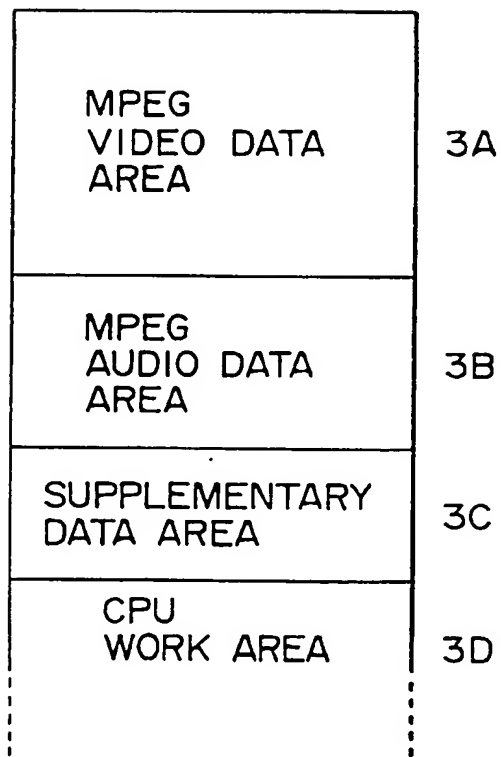 MPEG
VIDEO DATA
AREA
3A
MPEG
AUDIO DATA
AREA
3B
SUPPLEMENTARY
DATA AREA
3C
CPU
WORK AREA
3D